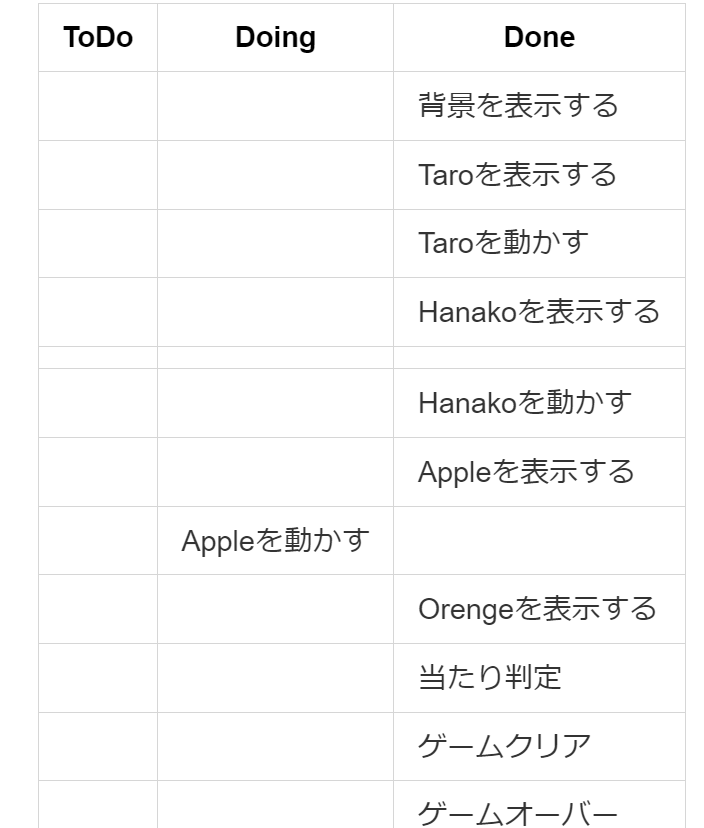 ToDo Doing Done
背景を表示する
Taroを表示する
Taroを動かす
Hanakoを表示する
Hanakoを動かす
Appleを表示する
Appleを動かす
Orengeを表示する
当たり判定
ゲームクリア
ゲームオーバー